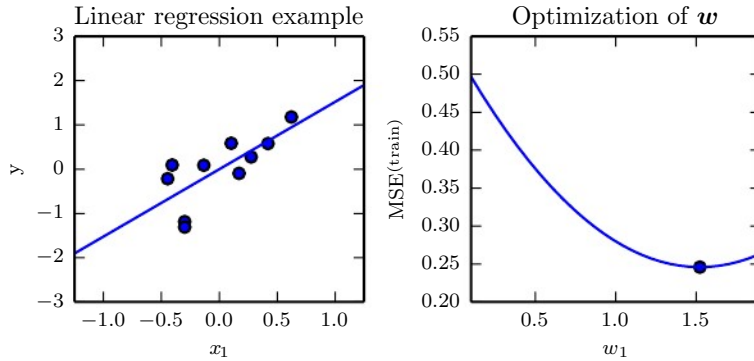 Linear regression example
3
2
1
0
−1
−2
−3
y
−1.0 −0.5 0.0 0.5 1.0
x₁
Optimization of w
0.55
0.50
0.45
0.40
0.35
0.30
0.25
0.20
MSE⁽ᵗʳᵃⁱⁿ⁾
0.5 1.0 1.5
w₁